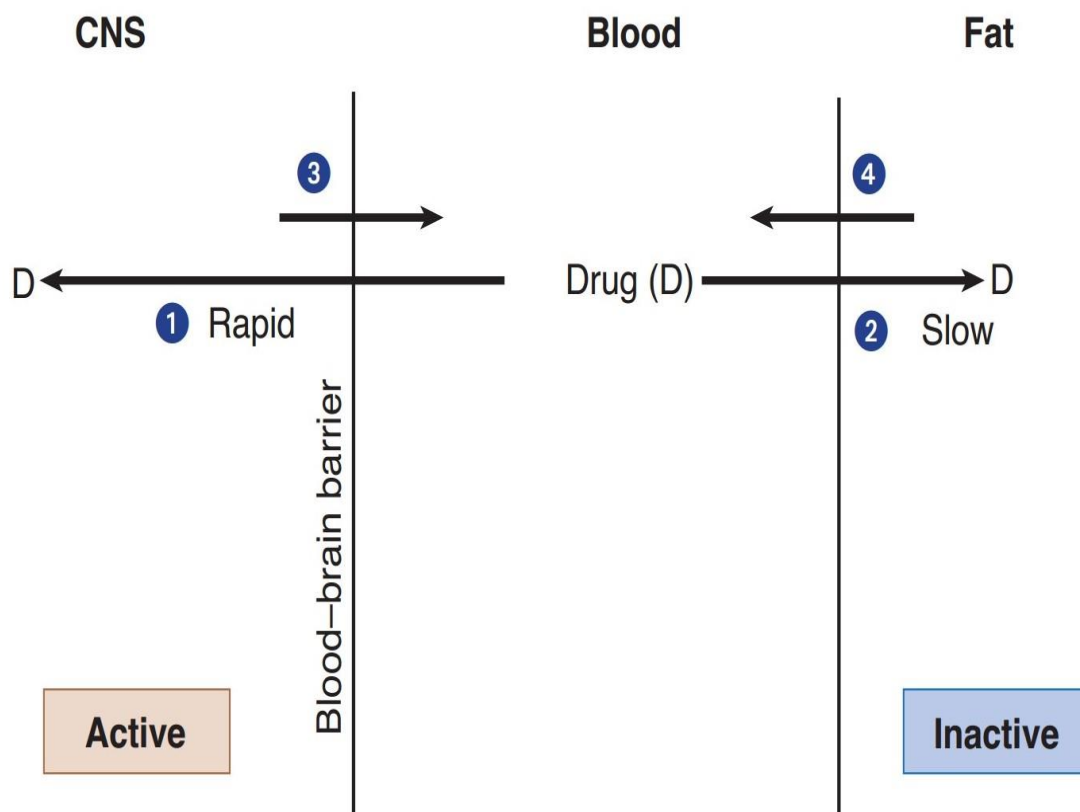 CNS Blood Fat
3 4
D Drug (D) D
1 Rapid 2 Slow
Blood–brain barrier
Active Inactive